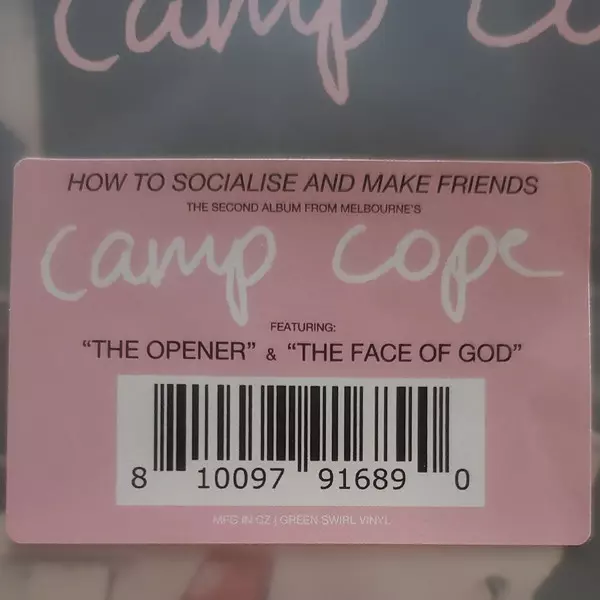 camp co
HOW TO SOCIALISE AND MAKE FRIENDS
THE SECOND ALBUM FROM MELBOURNE'S
camp cope
FEATURING:
“THE OPENER” & “THE FACE OF GOD”
8 10097 91689 0
MFG IN CZ | GREEN SWIRL VINYL